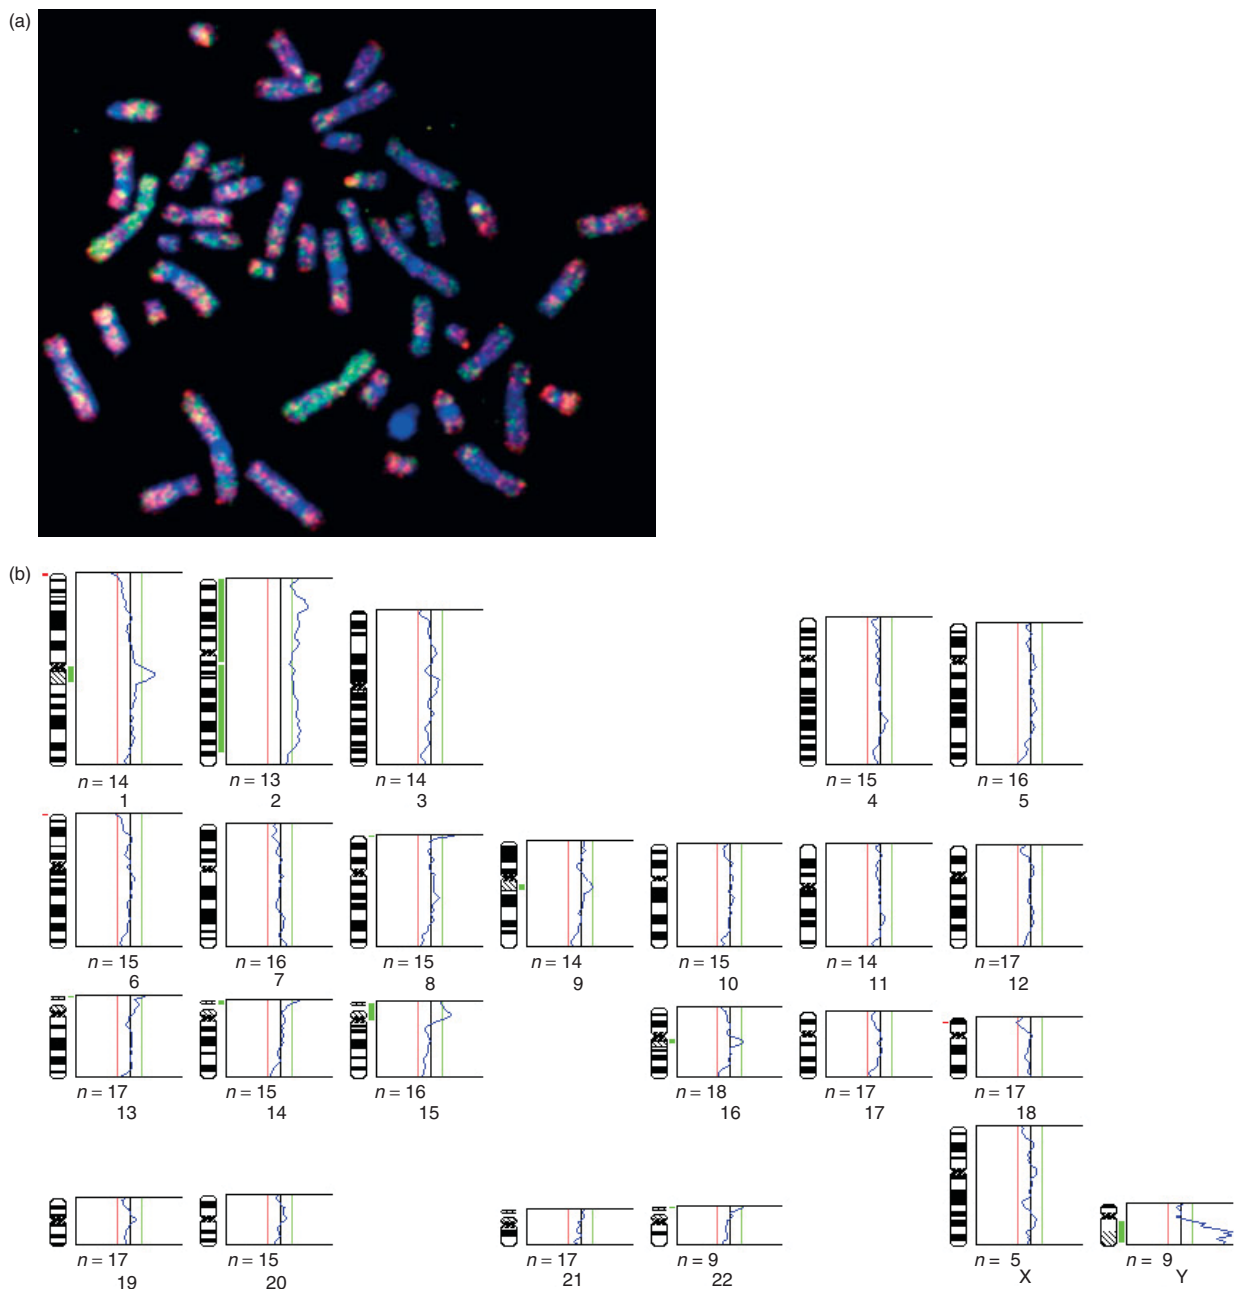 (a)
(b)
n = 14
1
n = 13
2
n = 14
3
n = 15
4
n = 16
5
n = 15
6
n = 16
7
n = 15
8
n = 14
9
n = 15
10
n = 14
11
n =17
12
n = 17
13
n = 15
14
n = 16
15
n = 18
16
n = 17
17
n = 17
18
n = 17
19
n = 15
20
n = 17
21
n = 9
22
n = 5
X
n = 9
Y